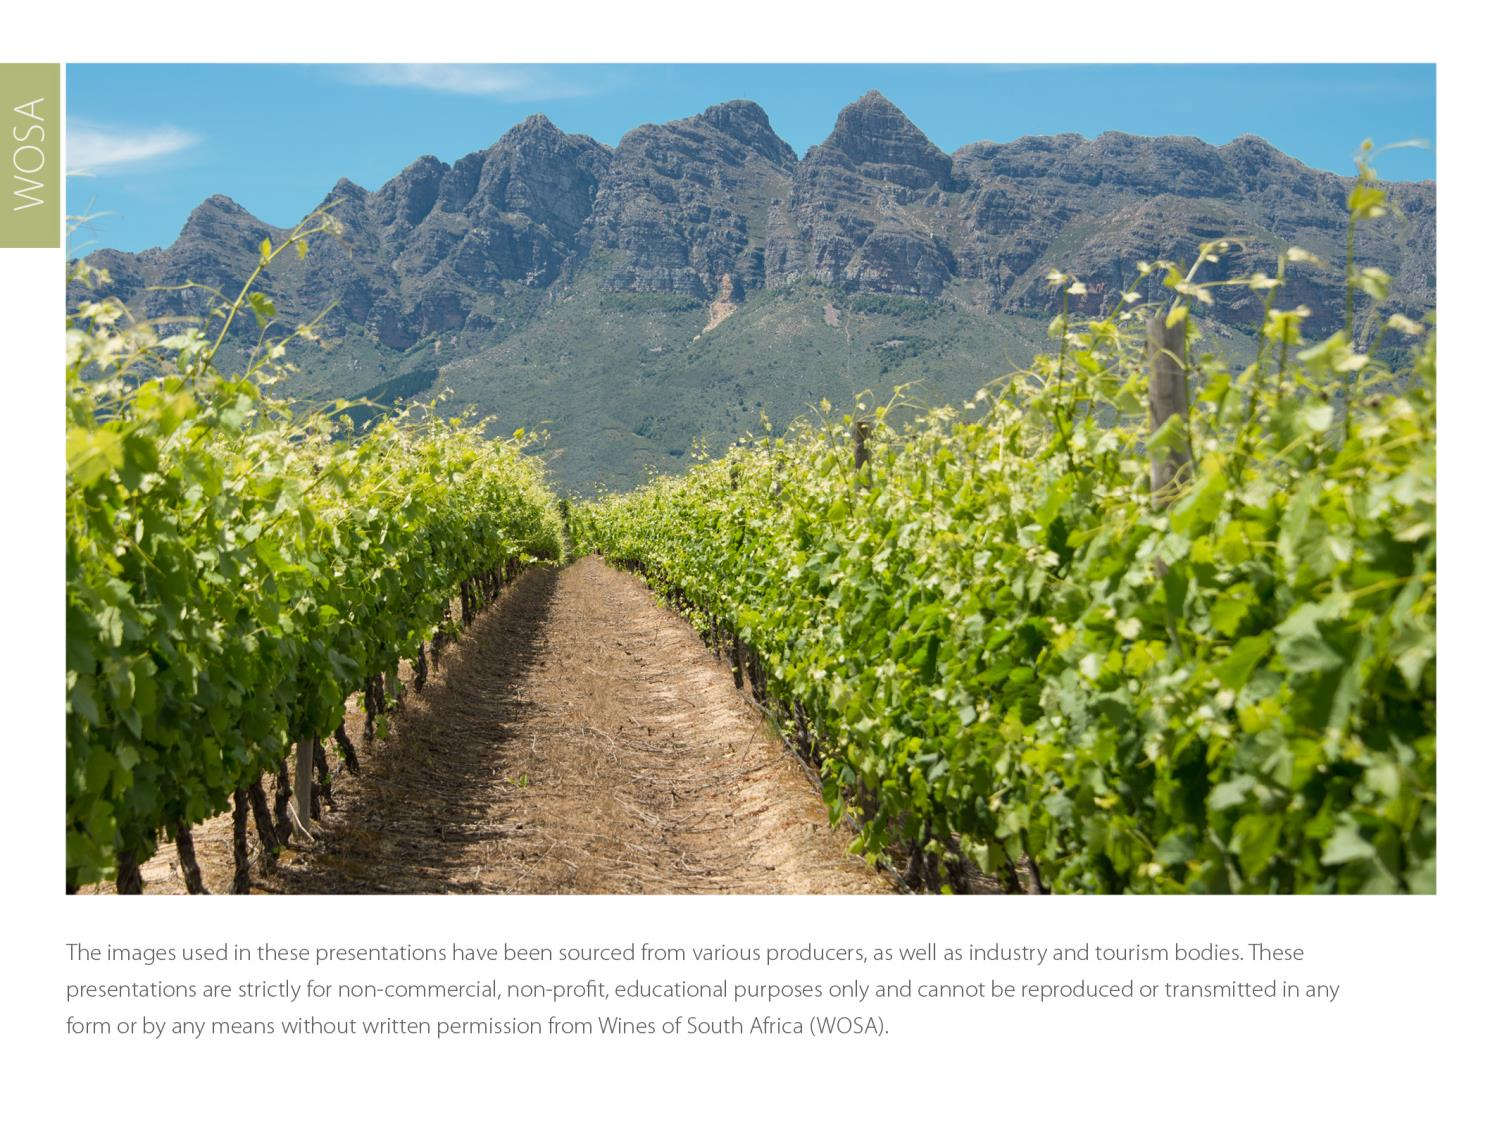 WOSA
The images used in these presentations have been sourced from various producers, as well as industry and tourism bodies. These
presentations are strictly for non-commercial, non-profit, educational purposes only and cannot be reproduced or transmitted in any
form or by any means without written permission from Wines of South Africa (WOSA).